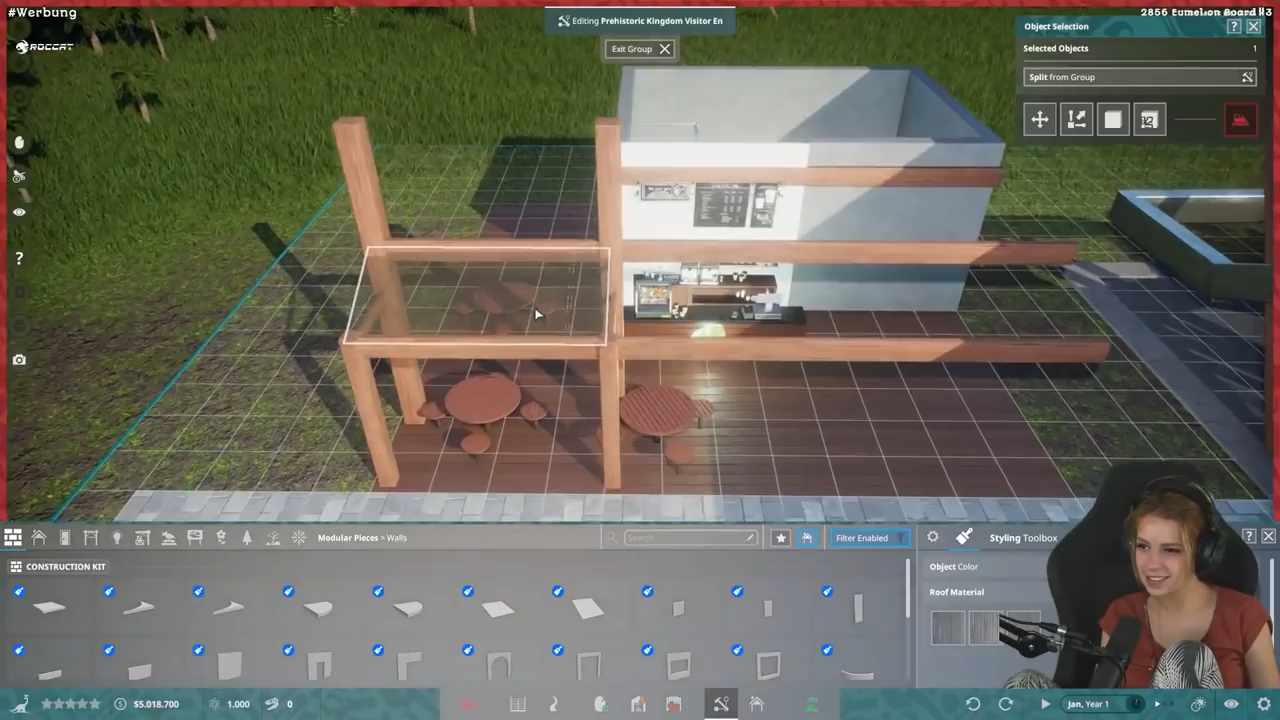 #Werbung
ROCCAT
Editing Prehistoric Kingdom Visitor En
Exit Group
2856 Eumel on Board <3
Object Selection
?
Selected Objects 1
Split from Group
?
Modular Pieces > Walls
Search
Filter Enabled
Styling Toolbox
?
CONSTRUCTION KIT
Object Color
Roof Material
$5.018.700
1.000
0
Jan, Year 1